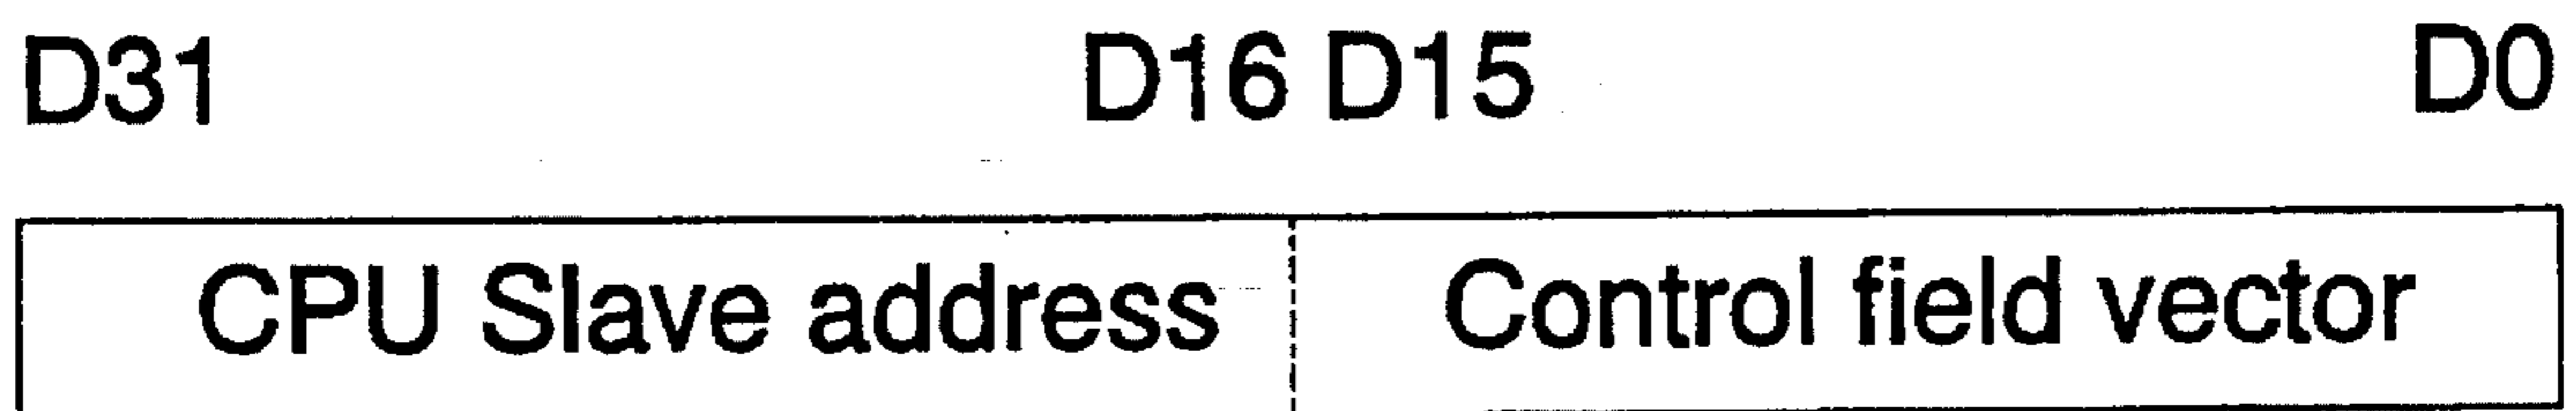 D31 D16 D15 D0
CPU Slave address Control field vector